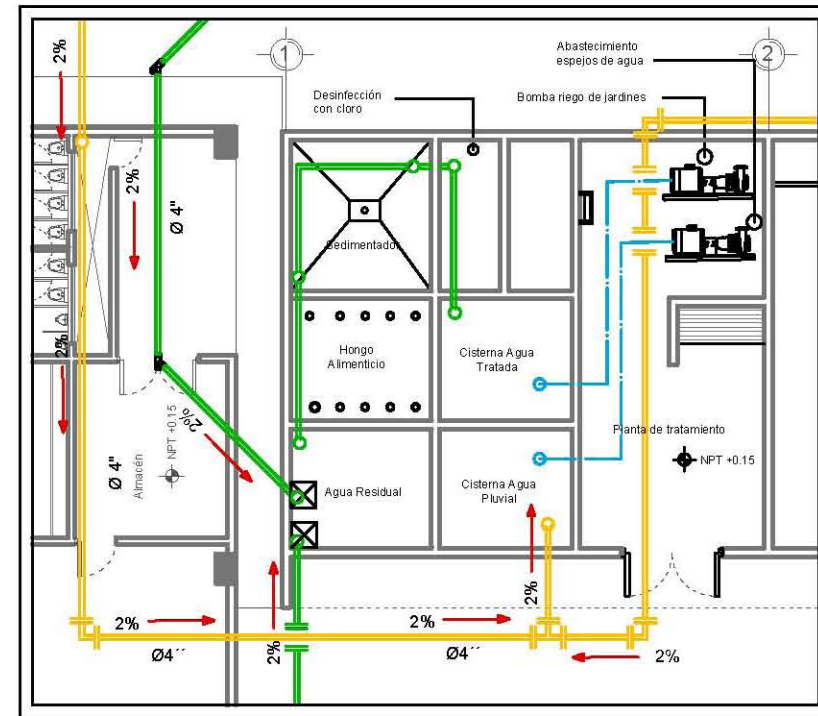 1
2
Abastecimiento
espejos de agua
Desinfección
con cloro
Bomba riego de jardines
2%
2%
Ø 4"
Sedimentador
Hongo
Alimenticio
Cisterna Agua
Tratada
2%
2%
Ø 4"
Almacén
NPT +0.15
Planta de tratamiento
NPT +0.15
Agua Residual
Cisterna Agua
Pluvial
2%
2%
2%
2%
2%
Ø4´´
Ø4´´